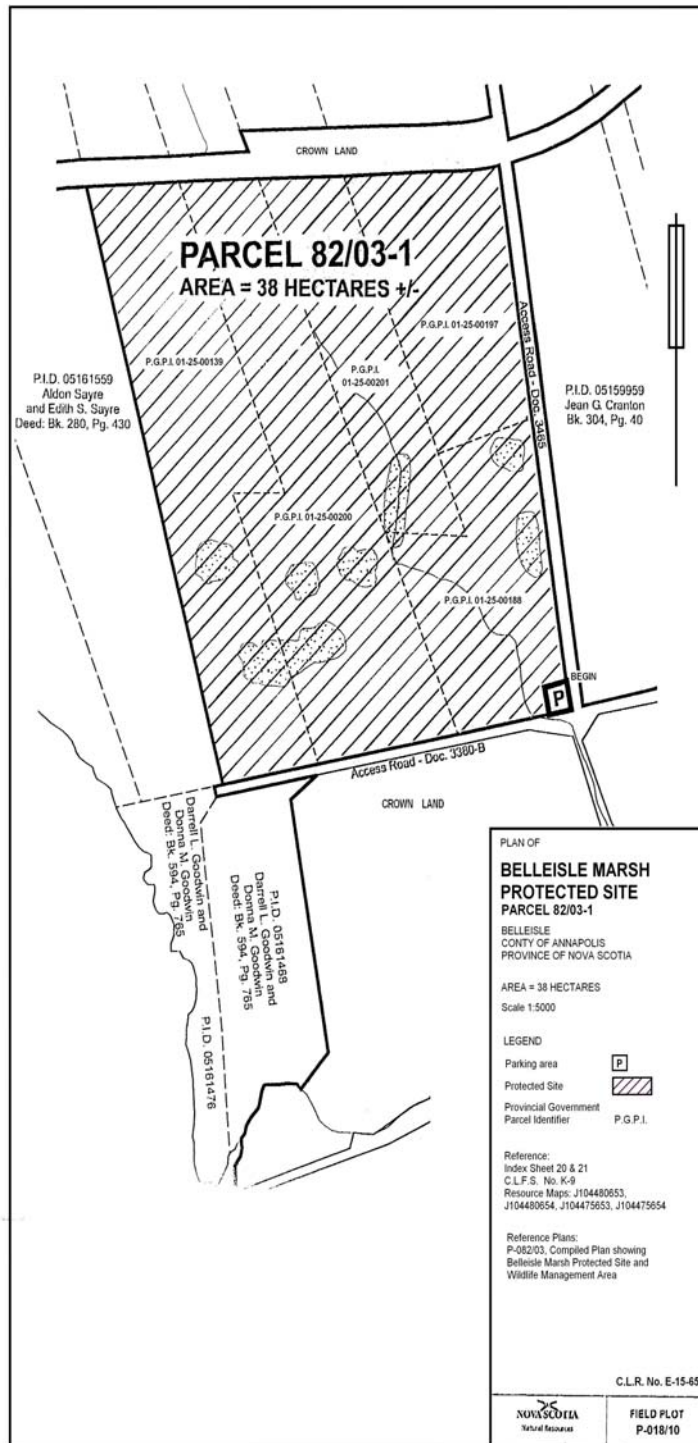 CROWN LAND
PARCEL 82/03-1
AREA = 38 HECTARES +/-
P.G.P.I. 01-25-00197
P.G.P.I. 01-25-00139
P.G.P.I.
01-25-00201
Access Road - Doc. 3465
P.I.D. 05161559
Aldon Sayre
and Edith S. Sayre
Deed: Bk. 280, Pg. 430
P.I.D. 05159959
Jean G. Cranton
Bk. 304, Pg. 40
P.G.P.I. 01-25-00200
P.G.P.I. 01-25-00188
BEGIN
P
Access Road - Doc. 3380-B
CROWN LAND
Darrell L. Goodwin and
Donna M. Goodwin
Deed: Bk. 594, Pg. 765
P.I.D. 05161468
Darrell L. Goodwin and
Donna M. Goodwin
Deed: Bk. 594, Pg. 765
P.I.D. 05161476
PLAN OF
BELLEISLE MARSH
PROTECTED SITE
PARCEL 82/03-1
BELLEISLE
CONTY OF ANNAPOLIS
PROVINCE OF NOVA SCOTIA
AREA = 38 HECTARES
Scale 1:5000
LEGEND
Parking area P
Protected Site
Provincial Government
Parcel Identifier P.G.P.I.
Reference:
Index Sheet 20 & 21
C.L.F.S. No. K-9
Resource Maps: J104480653,
J104480654, J104475653, J104475654
Reference Plans:
P-082/03, Compiled Plan showing
Belleisle Marsh Protected Site and
Wildlife Management Area
C.L.R. No. E-15-65
NOVA SCOTIA
Natural Resources
FIELD PLOT
P-018/10